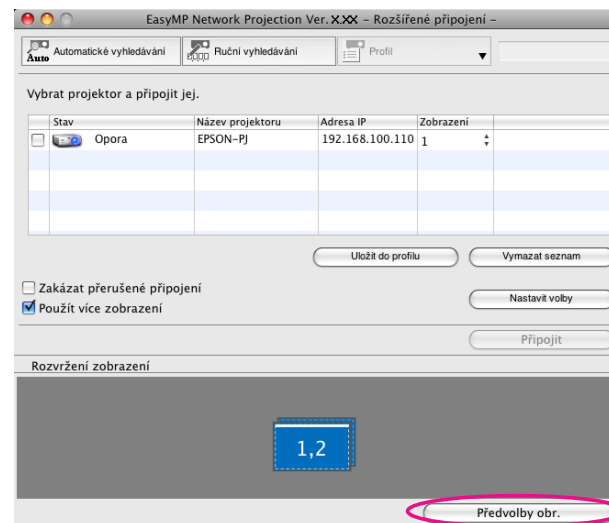 EasyMP Network Projection Ver. X.XX – Rozšířené připojení –
Auto Automatické vyhledávání Ruční vyhledávání Profil
Vybrat projektor a připojit jej.
Stav Název projektoru Adresa IP Zobrazení
Opora EPSON-PJ 192.168.100.110 1
Uložit do profilu Vymazat seznam
Zakázat přerušené připojení
Použít více zobrazení
Nastavit volby
Připojit
Rozvržení zobrazení
1,2
Předvolby obr.